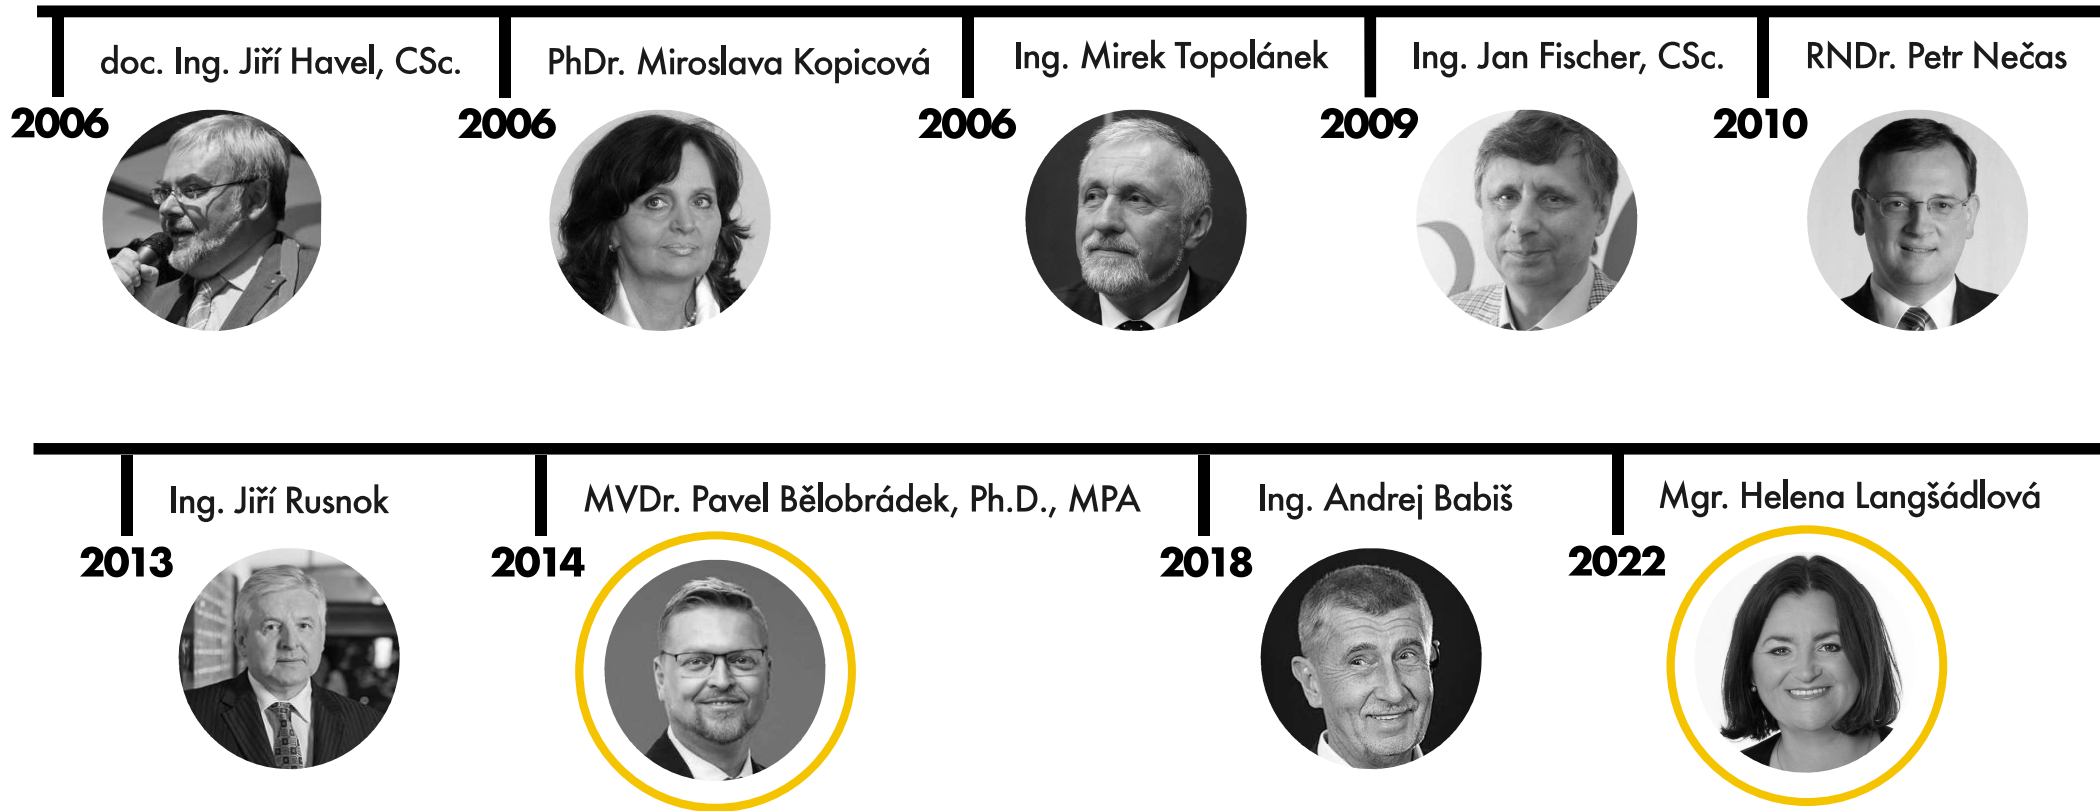 doc. Ing. Jiří Havel, CSc.
2006
PhDr. Miroslava Kopicová
2006
Ing. Mirek Topolánek
2006
Ing. Jan Fischer, CSc.
2009
RNDr. Petr Nečas
2010
Ing. Jiří Rusnok
2013
MVDr. Pavel Bělobrádek, Ph.D., MPA
2014
Ing. Andrej Babiš
2018
Mgr. Helena Langšádlová
2022